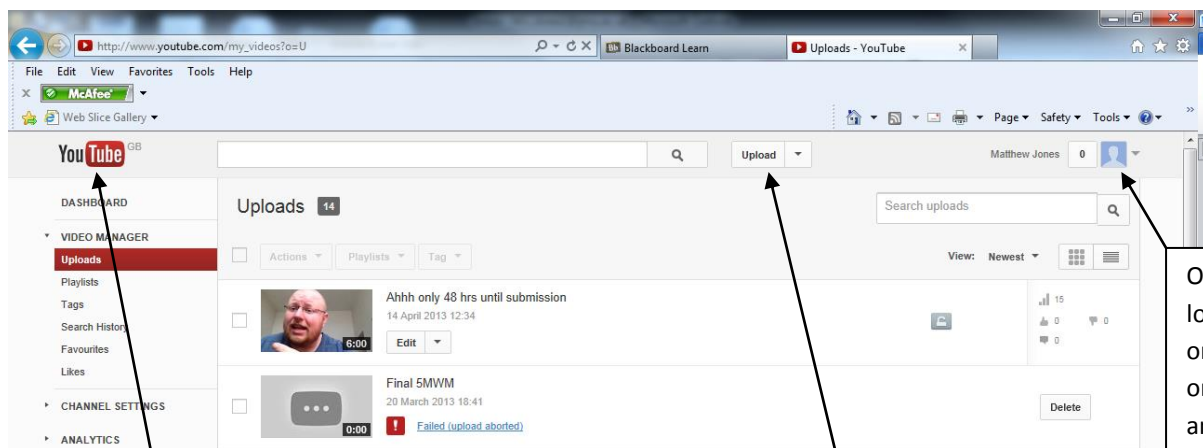 http://www.youtube.com/my_videos?o=U
Bb Blackboard Learn
Uploads - YouTube
File Edit View Favorites Tools Help
McAfee
Web Slice Gallery
Page Safety Tools
YouTube GB
Upload
Matthew Jones 0
DASHBOARD
VIDEO MANAGER
Uploads
Playlists
Tags
Search History
Favourites
Likes
CHANNEL SETTINGS
ANALYTICS
Uploads 14
Search uploads
Actions Playlists Tag
View: Newest
Ahhh only 48 hrs until submission
14 April 2013 12:34
6:00
Edit
15
0 0
0
Final 5MWM
20 March 2013 18:41
0:00
Failed (upload aborted)
Delete